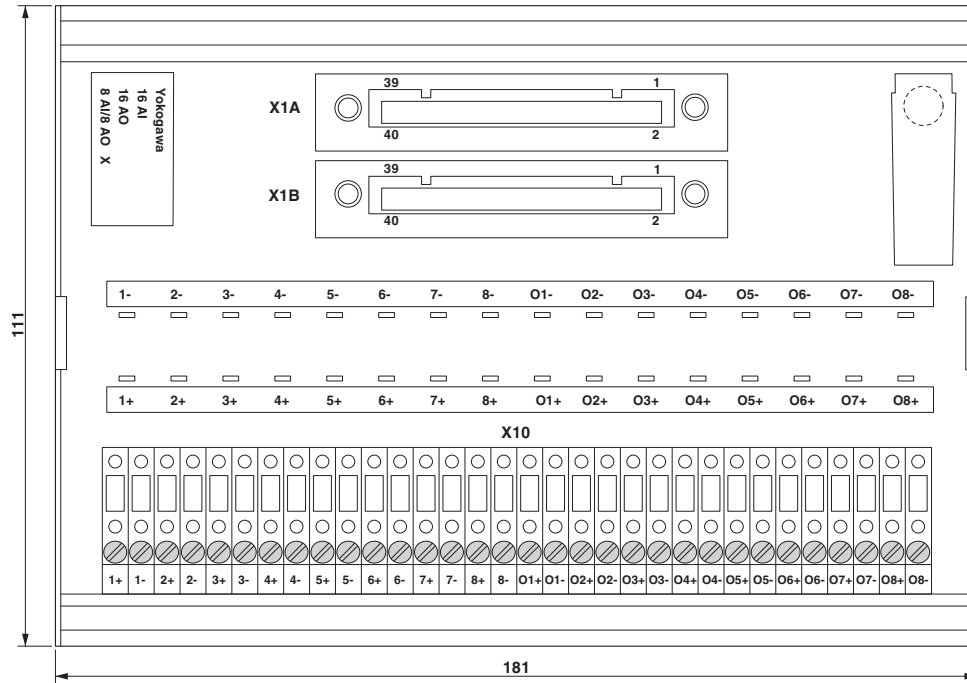 Yokogawa
16 AI
16 AO
8 AI/8 AO X
39 1
X1A
40 2
39 1
X1B
40 2
1- 2- 3- 4- 5- 6- 7- 8- O1- O2- O3- O4- O5- O6- O7- O8-
111
1+ 2+ 3+ 4+ 5+ 6+ 7+ 8+ O1+ O2+ O3+ O4+ O5+ O6+ O7+ O8+
X10
1+ 1- 2+ 2- 3+ 3- 4+ 4- 5+ 5- 6+ 6- 7+ 7- 8+ 8- O1+ O1- O2+ O2- O3+ O3- O4+ O4- O5+ O5- O6+ O6- O7+ O7- O8+ O8-
181